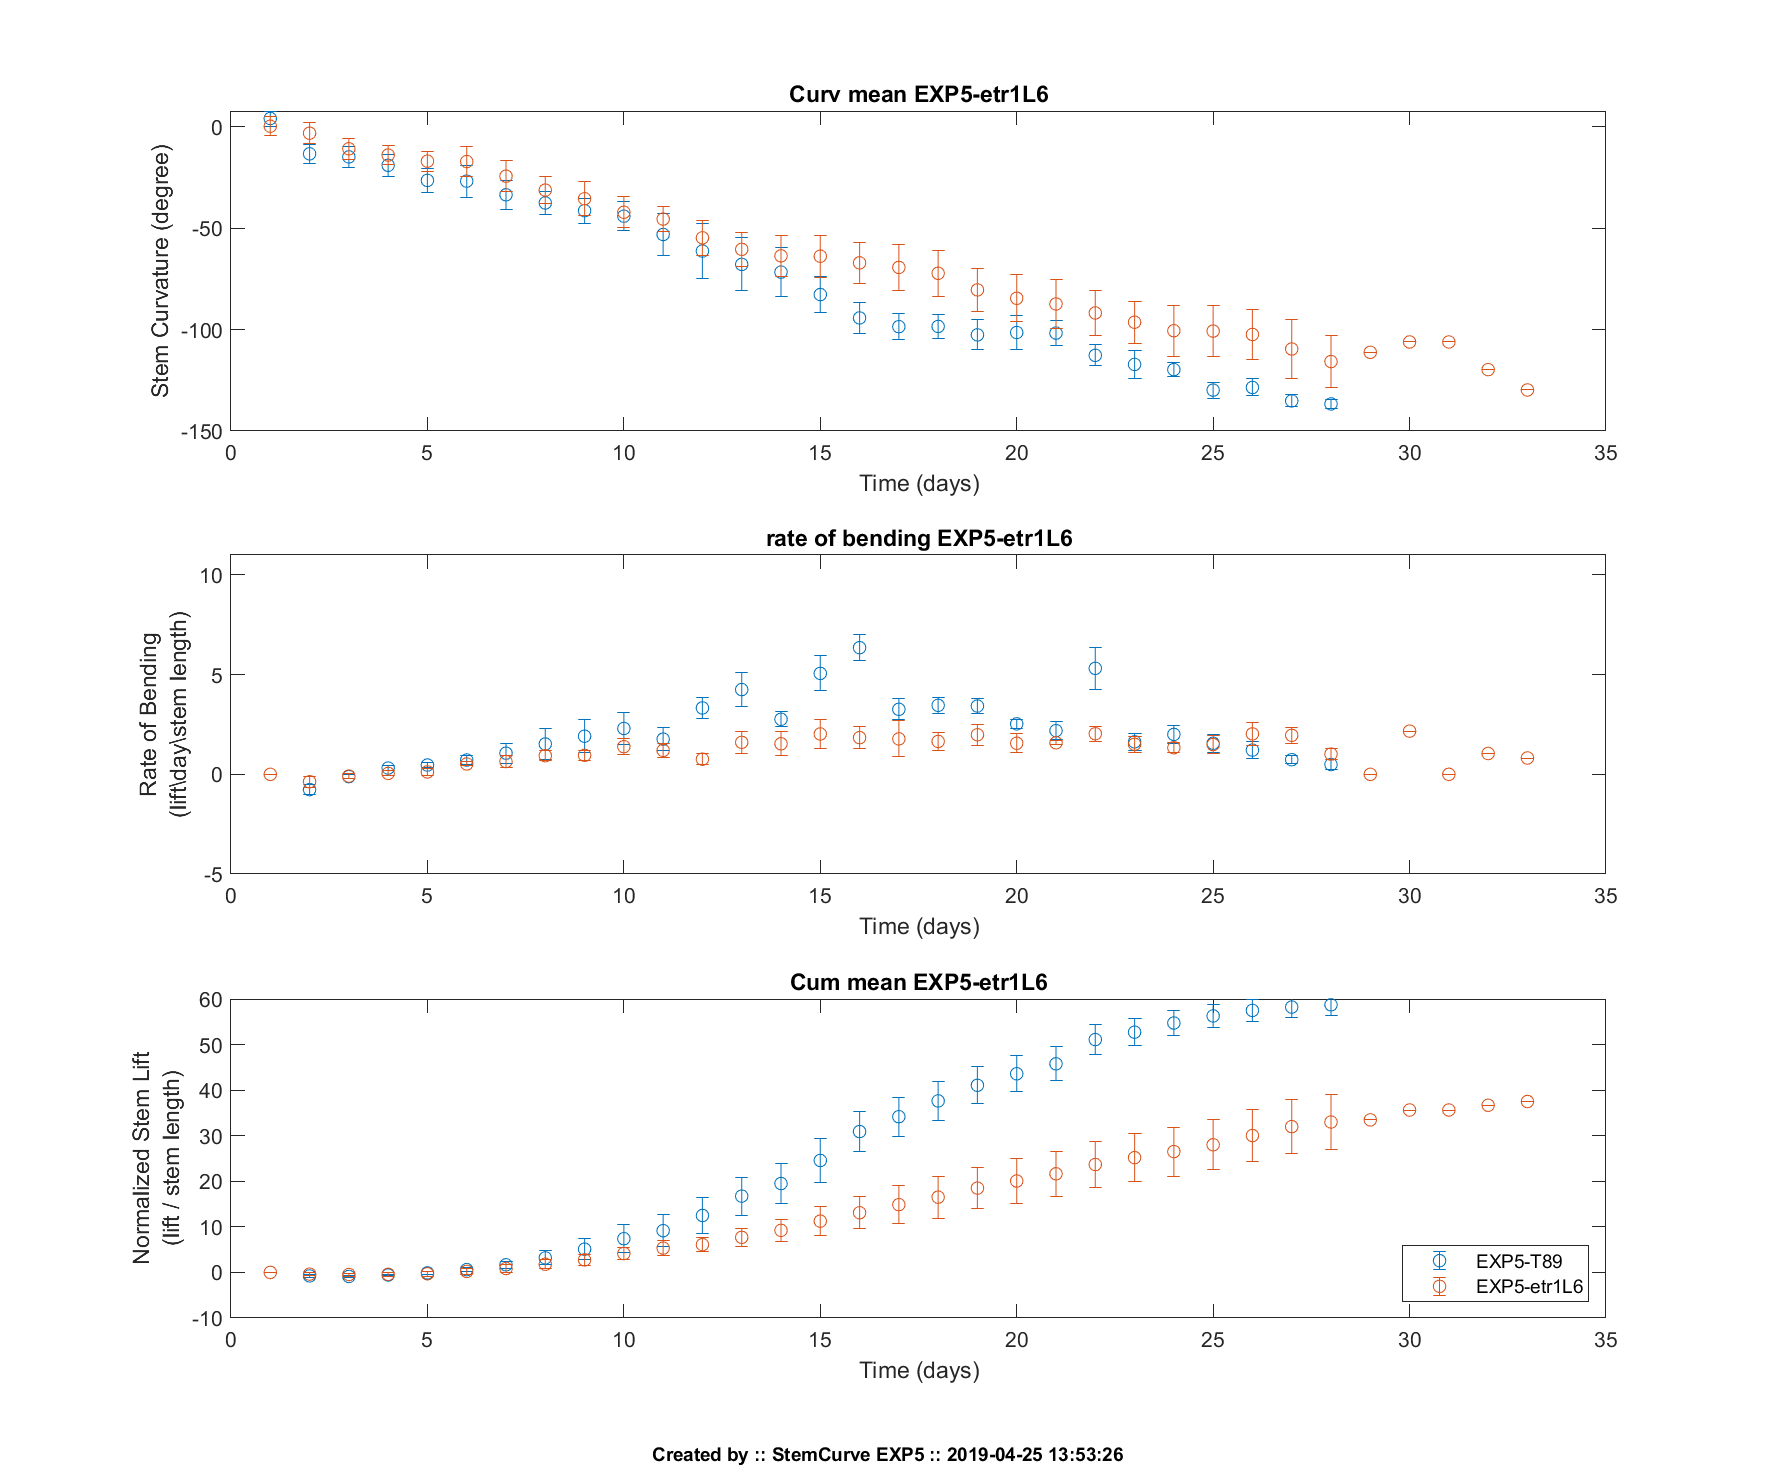 Curv mean EXP5-etr1L6
Stem Curvature (degree)
0
-50
-100
-150
0 5 10 15 20 25 30 35
Time (days)
rate of bending EXP5-etr1L6
Rate of Bending
(lift\day\stem length)
10
5
0
-5
0 5 10 15 20 25 30 35
Time (days)
Cum mean EXP5-etr1L6
Normalized Stem Lift
(lift / stem length)
60
50
40
30
20
10
0
-10
EXP5-T89
EXP5-etr1L6
0 5 10 15 20 25 30 35
Time (days)
Created by :: StemCurve EXP5 :: 2019-04-25 13:53:26